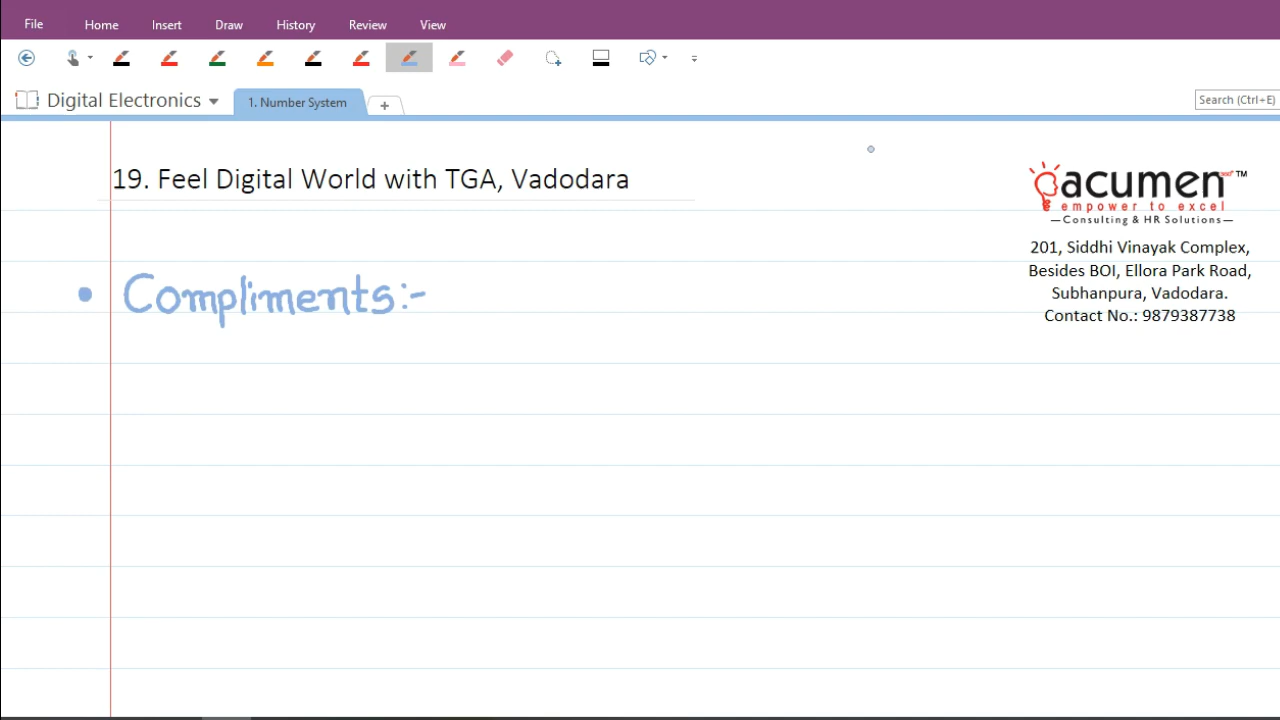 File Home Insert Draw History Review View
Digital Electronics 1. Number System + Search (Ctrl+E)
19. Feel Digital World with TGA, Vadodara
acumen ™
empower to excel
—Consulting & HR Solutions—
201, Siddhi Vinayak Complex,
Besides BOI, Ellora Park Road,
Subhanpura, Vadodara.
Contact No.: 9879387738
• Compliments:-